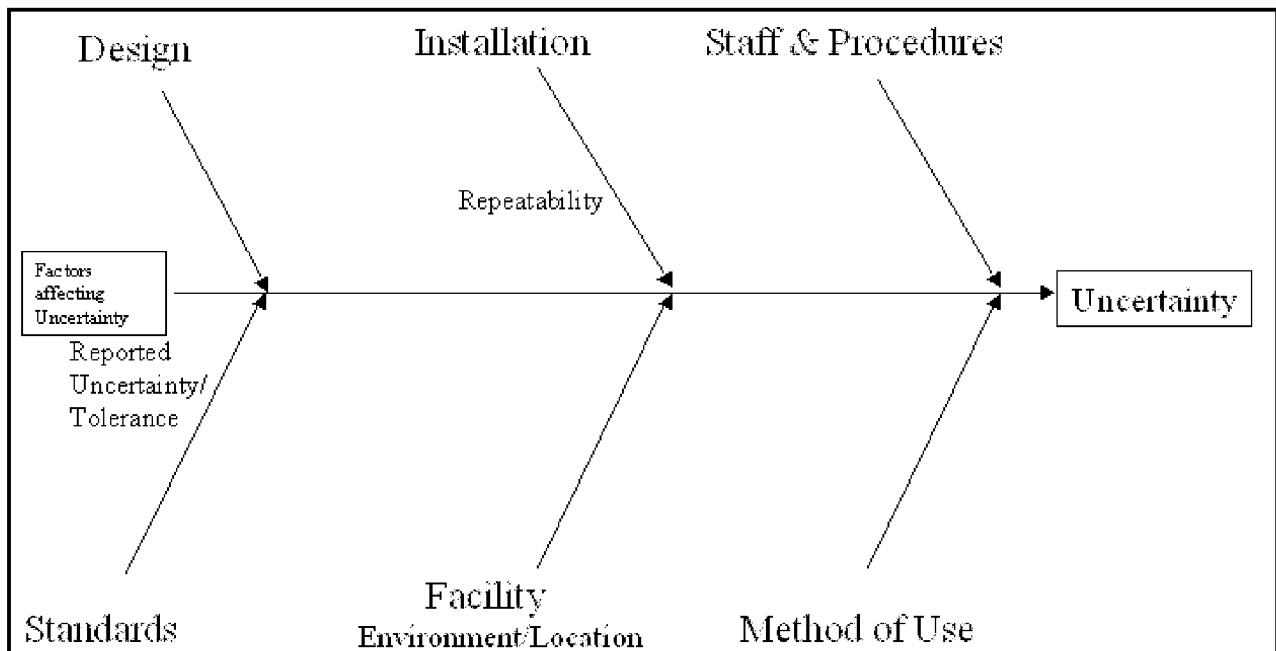 Design
Installation
Staff & Procedures
Repeatability
Factors
affecting
Uncertainty
Uncertainty
Reported
Uncertainty/
Tolerance
Standards
Facility
Environment/Location
Method of Use